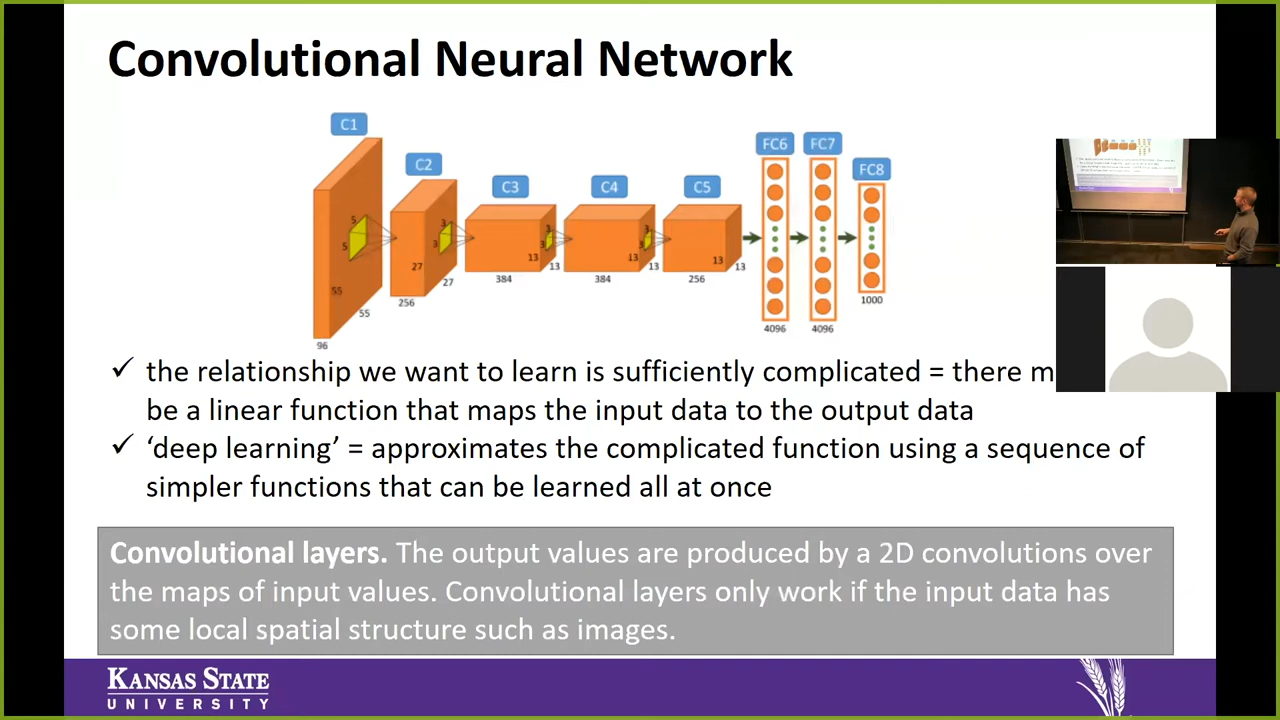 Convolutional Neural Network
C1
C2
C3
C4
C5
FC6
FC7
FC8
5
5
55
55
96
3
3
27
27
256
3
3
13
13
384
3
3
13
13
384
13
13
256
4096
4096
1000
✓ the relationship we want to learn is sufficiently complicated = there m
be a linear function that maps the input data to the output data
✓ ‘deep learning’ = approximates the complicated function using a sequence of
simpler functions that can be learned all at once
Convolutional layers. The output values are produced by a 2D convolutions over
the maps of input values. Convolutional layers only work if the input data has
some local spatial structure such as images.
KANSAS STATE
UNIVERSITY